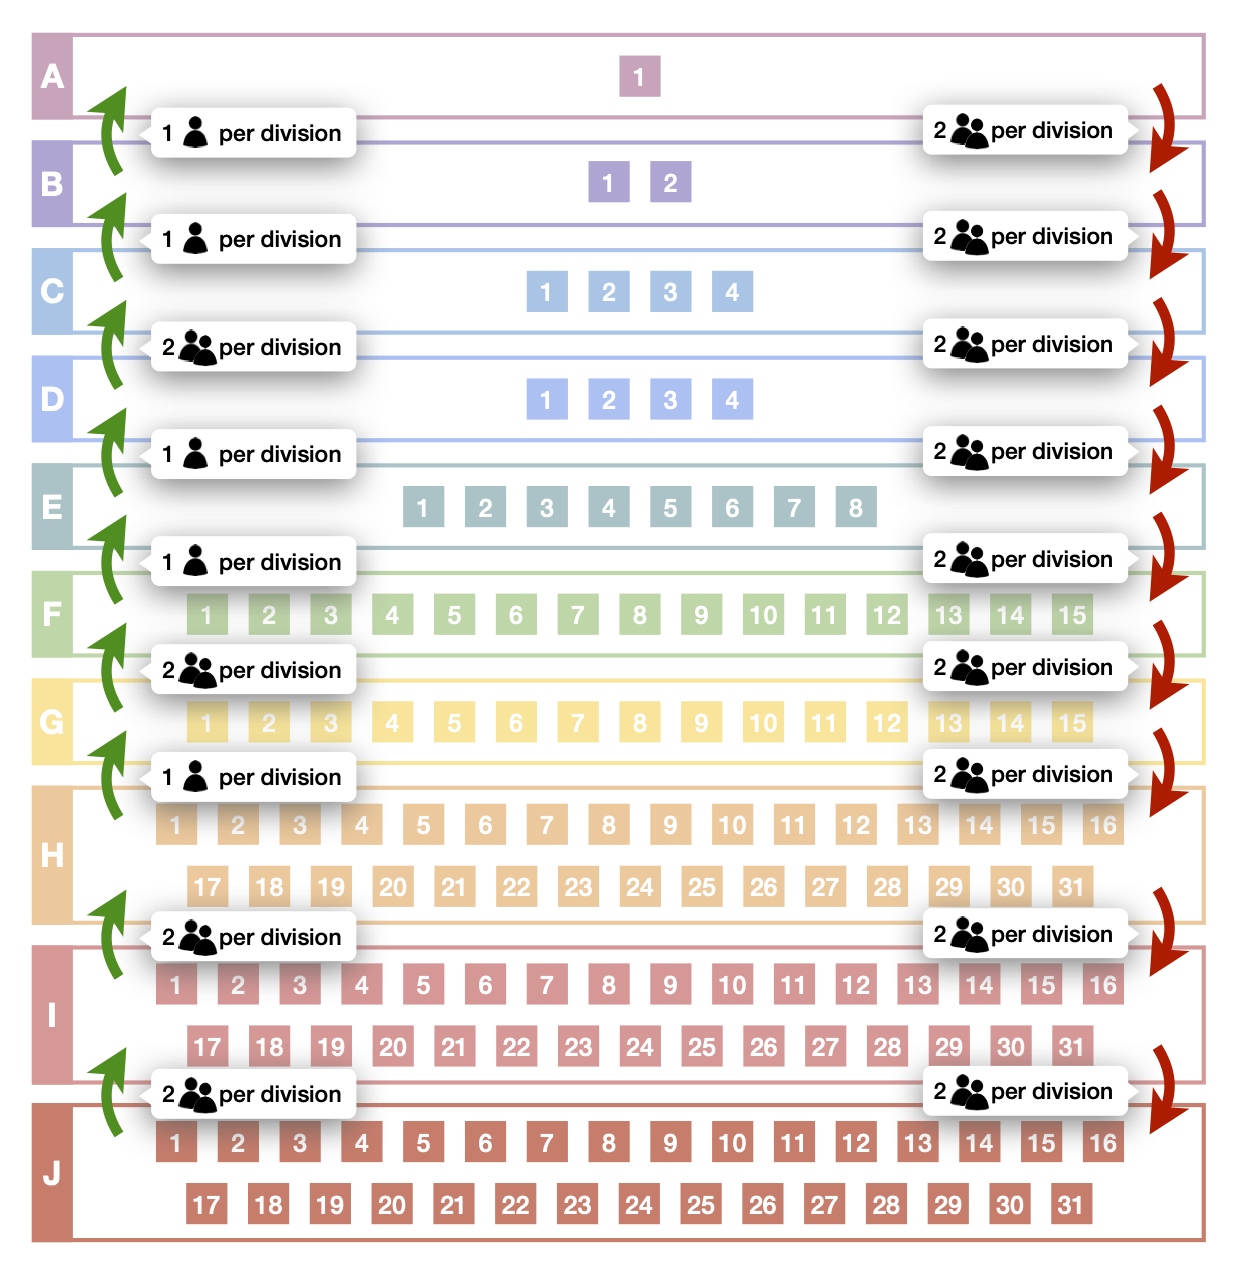 A
1
1 per division
2 per division
B
1 2
1 per division
2 per division
C
1 2 3 4
2 per division
2 per division
D
1 2 3 4
1 per division
2 per division
E
1 2 3 4 5 6 7 8
1 per division
2 per division
F
1 2 3 4 5 6 7 8 9 10 11 12 13 14 15
2 per division
2 per division
G
1 2 3 4 5 6 7 8 9 10 11 12 13 14 15
1 per division
2 per division
H
1 2 3 4 5 6 7 8 9 10 11 12 13 14 15 16
17 18 19 20 21 22 23 24 25 26 27 28 29 30 31
2 per division
2 per division
I
1 2 3 4 5 6 7 8 9 10 11 12 13 14 15 16
17 18 19 20 21 22 23 24 25 26 27 28 29 30 31
2 per division
2 per division
J
1 2 3 4 5 6 7 8 9 10 11 12 13 14 15 16
17 18 19 20 21 22 23 24 25 26 27 28 29 30 31